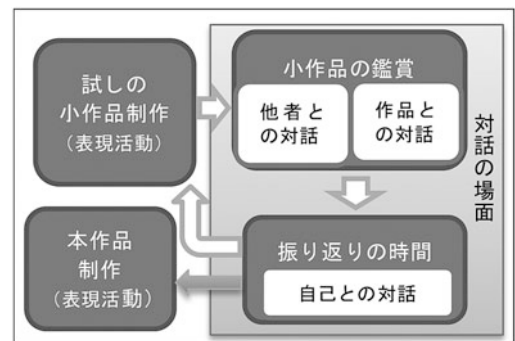 試しの
小作品制作
(表現活動)
小作品の鑑賞
他者と
の対話
作品と
の対話
対話の場面
本作品
制作
(表現活動)
振り返りの時間
自己との対話